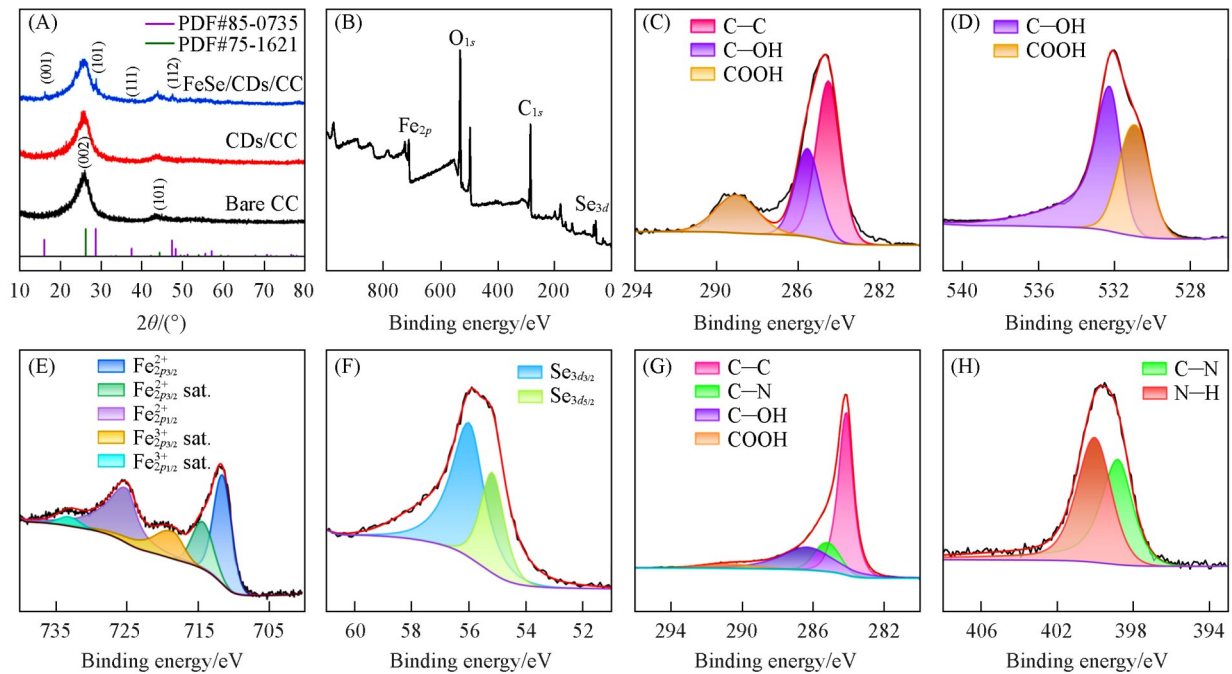 (A)
PDF#85-0735
PDF#75-1621
(001)
(101)
(111)
(112)
FeSe/CDs/CC
CDs/CC
(002)
(101)
Bare CC
10 20 30 40 50 60 70 80
2θ/(°)
(B)
O1s
C1s
Fe2p
Se3d
800 600 400 200 0
Binding energy/eV
(C)
C—C
C—OH
COOH
294 290 286 282
Binding energy/eV
(D)
C—OH
COOH
540 536 532 528
Binding energy/eV
(E)
Fe2+2p3/2
Fe2+2p3/2 sat.
Fe2+2p1/2
Fe3+2p3/2 sat.
Fe3+2p1/2 sat.
735 725 715 705
Binding energy/eV
(F)
Se3d3/2
Se3d5/2
60 56 52
Binding energy/eV
(G)
C—C
C—N
C—OH
COOH
294 290 286 282
Binding energy/eV
(H)
C—N
N—H
406 402 398 394
Binding energy/eV